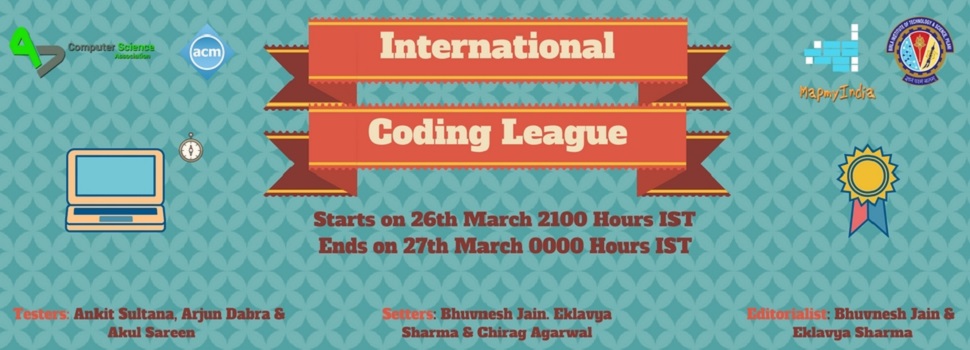 Computer Science
Association
acm
International
Coding League
MapmyIndia
Starts on 26th March 2100 Hours IST
Ends on 27th March 0000 Hours IST
Testers: Ankit Sultana, Arjun Dabra &
Akul Sareen
Setters: Bhuvnesh Jain. Eklavya
Sharma & Chirag Agarwal
Editorialist: Bhuvnesh Jain &
Eklavya Sharma